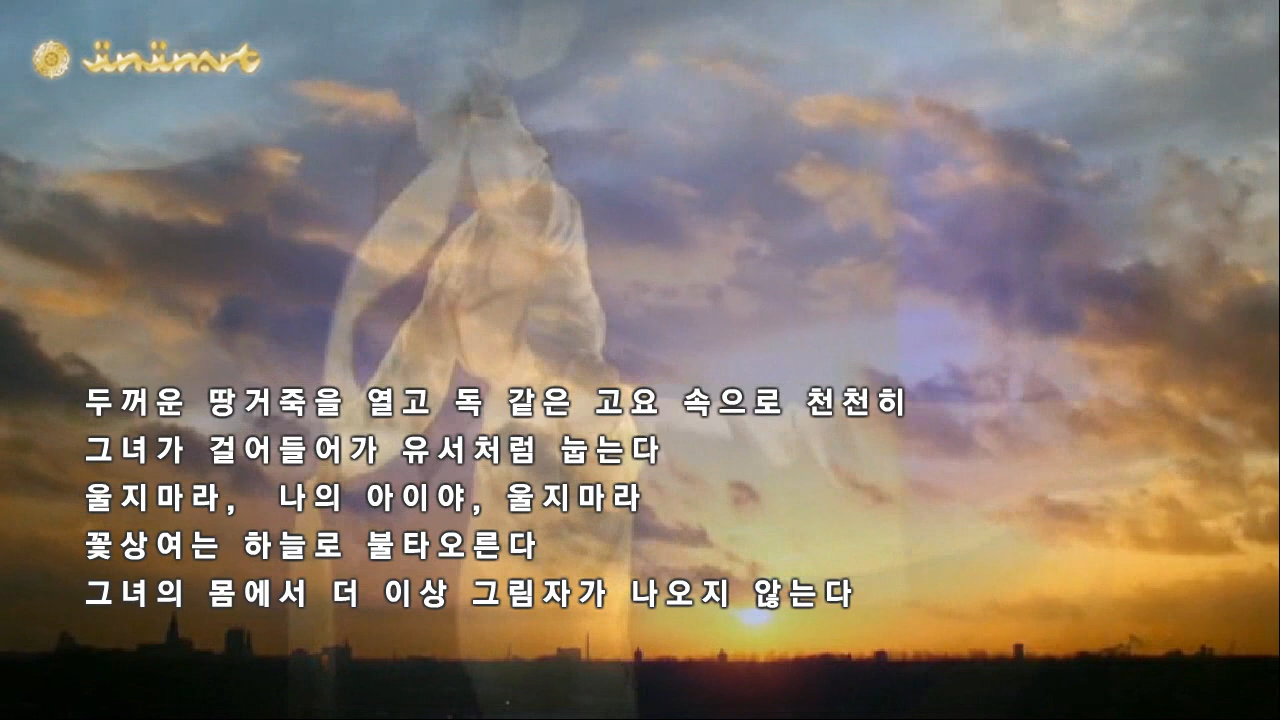 jininart
두꺼운 땅거죽을 열고 독 같은 고요 속으로 천천히
그녀가 걸어들어가 유서처럼 눕는다
울지마라, 나의 아이야, 울지마라
꽃상여는 하늘로 불타오른다
그녀의 몸에서 더 이상 그림자가 나오지 않는다